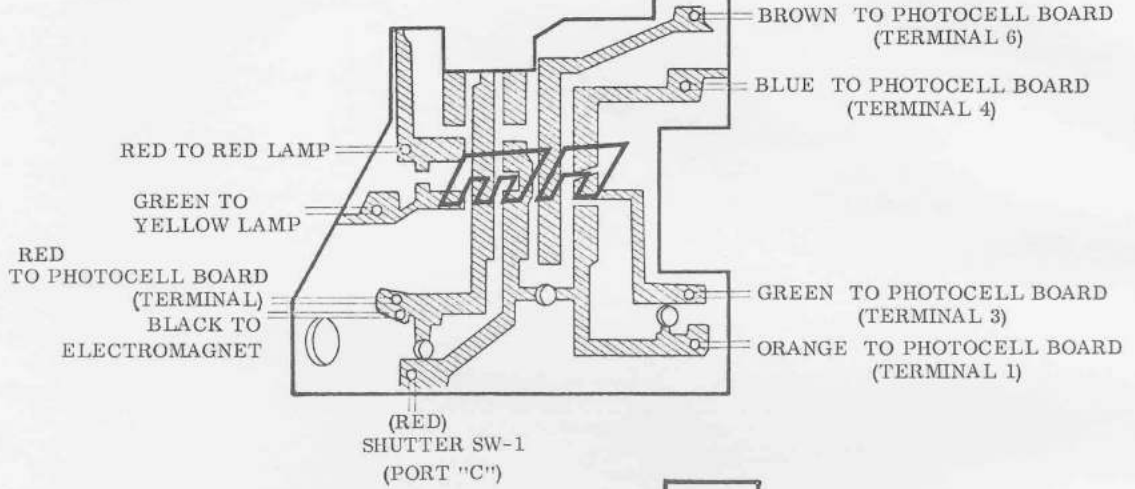 BROWN TO PHOTOCELL BOARD
(TERMINAL 6)
BLUE TO PHOTOCELL BOARD
(TERMINAL 4)
RED TO RED LAMP
GREEN TO
YELLOW LAMP
RED
TO PHOTOCELL BOARD
(TERMINAL)
BLACK TO
ELECTROMAGNET
GREEN TO PHOTOCELL BOARD
(TERMINAL 3)
ORANGE TO PHOTOCELL BOARD
(TERMINAL 1)
(RED)
SHUTTER SW-1
(PORT "C")